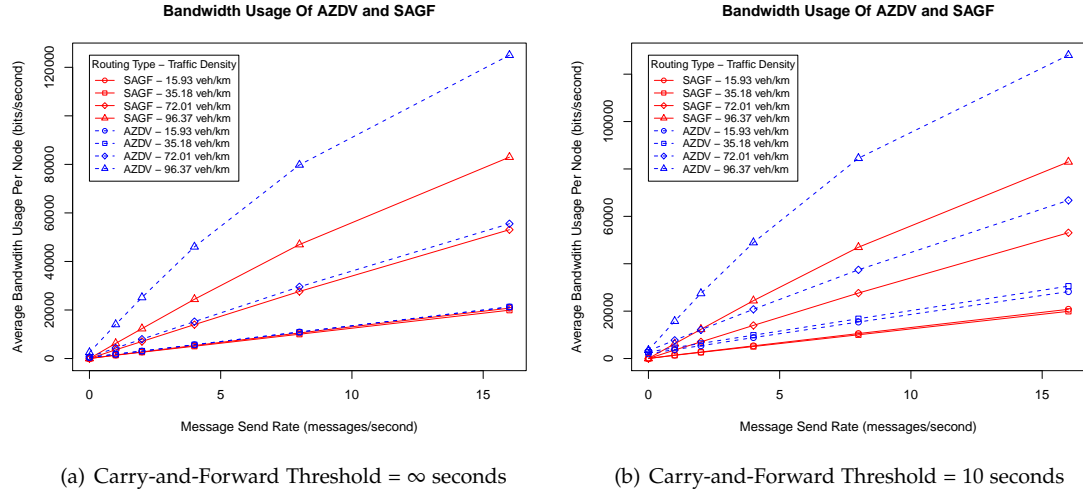 Bandwidth Usage Of AZDV and SAGF
Average Bandwidth Usage Per Node (bits/second)
120000
80000
60000
40000
20000
0
Routing Type − Traffic Density
SAGF − 15.93 veh/km
SAGF − 35.18 veh/km
SAGF − 72.01 veh/km
SAGF − 96.37 veh/km
AZDV − 15.93 veh/km
AZDV − 35.18 veh/km
AZDV − 72.01 veh/km
AZDV − 96.37 veh/km
0 5 10 15
Message Send Rate (messages/second)
(a) Carry-and-Forward Threshold = ∞ seconds
Bandwidth Usage Of AZDV and SAGF
Average Bandwidth Usage Per Node (bits/second)
100000
80000
60000
40000
20000
0
Routing Type − Traffic Density
SAGF − 15.93 veh/km
SAGF − 35.18 veh/km
SAGF − 72.01 veh/km
SAGF − 96.37 veh/km
AZDV − 15.93 veh/km
AZDV − 35.18 veh/km
AZDV − 72.01 veh/km
AZDV − 96.37 veh/km
0 5 10 15
Message Send Rate (messages/second)
(b) Carry-and-Forward Threshold = 10 seconds